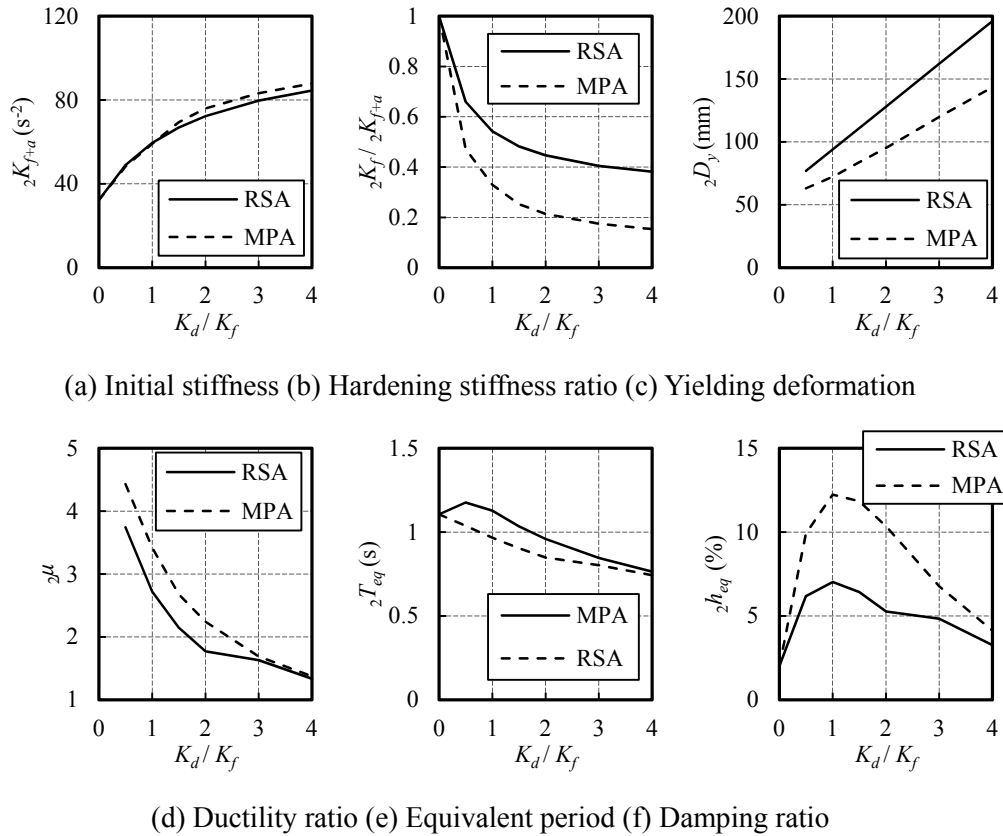 120
80
40
0
₂K_{f+a} (s⁻²)
RSA
MPA
0 1 2 3 4
K_d / K_f
1
0.8
0.6
0.4
0.2
0
₂K_f / ₂K_{f+a}
RSA
MPA
0 1 2 3 4
K_d / K_f
200
150
100
50
0
₂D_y (mm)
RSA
MPA
0 1 2 3 4
K_d / K_f
(a) Initial stiffness (b) Hardening stiffness ratio (c) Yielding deformation
5
4
3
2
1
₂μ
RSA
MPA
0 1 2 3 4
K_d / K_f
1.5
1
0.5
0
₂T_{eq} (s)
MPA
RSA
0 1 2 3 4
K_d / K_f
15
10
5
0
₂h_{eq} (%)
RSA
MPA
0 1 2 3 4
K_d / K_f
(d) Ductility ratio (e) Equivalent period (f) Damping ratio